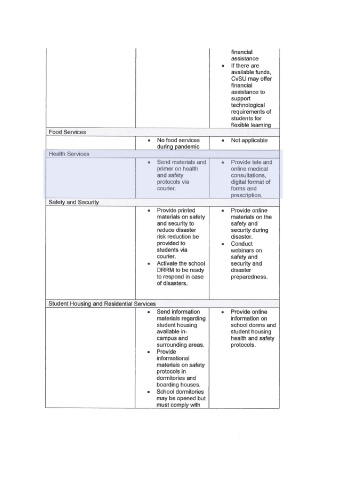 financial
assistance
• If there are
available funds,
CvSU may offer
financial
assistance to
support
technological
requirements of
students for
flexible learning
Food Services
• No food services
during pandemic
• Not applicable
Health Services
• Send materials and
primer on health
and safety
protocols via
courier.
• Provide tele and
online medical
consultations,
digital format of
forms and
prescription.
Safety and Security
• Provide printed
materials on safety
and security to
reduce disaster
risk reduction be
provided to
students via
courier.
• Activate the school
DRRM to be ready
to respond in case
of disasters.
• Provide online
materials on the
safety and
security during
disaster.
• Conduct
webinars on
safety and
security and
disaster
preparedness.
Student Housing and Residential Services
• Send information
materials regarding
student housing
available in-
campus and
surrounding areas.
• Provide
informational
materials on safety
protocols in
dormitories and
boarding houses.
• School dormitories
may be opened but
must comply with
• Provide online
information on
school dorms and
student housing
health and safety
protocols.